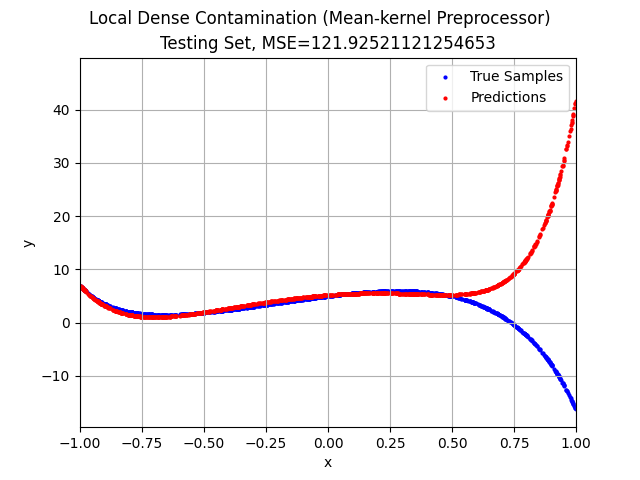 Local Dense Contamination (Mean-kernel Preprocessor)
Testing Set, MSE=121.92521121254653
True Samples
Predictions
40
30
20
10
0
−10
y
−1.00 −0.75 −0.50 −0.25 0.00 0.25 0.50 0.75 1.00
x